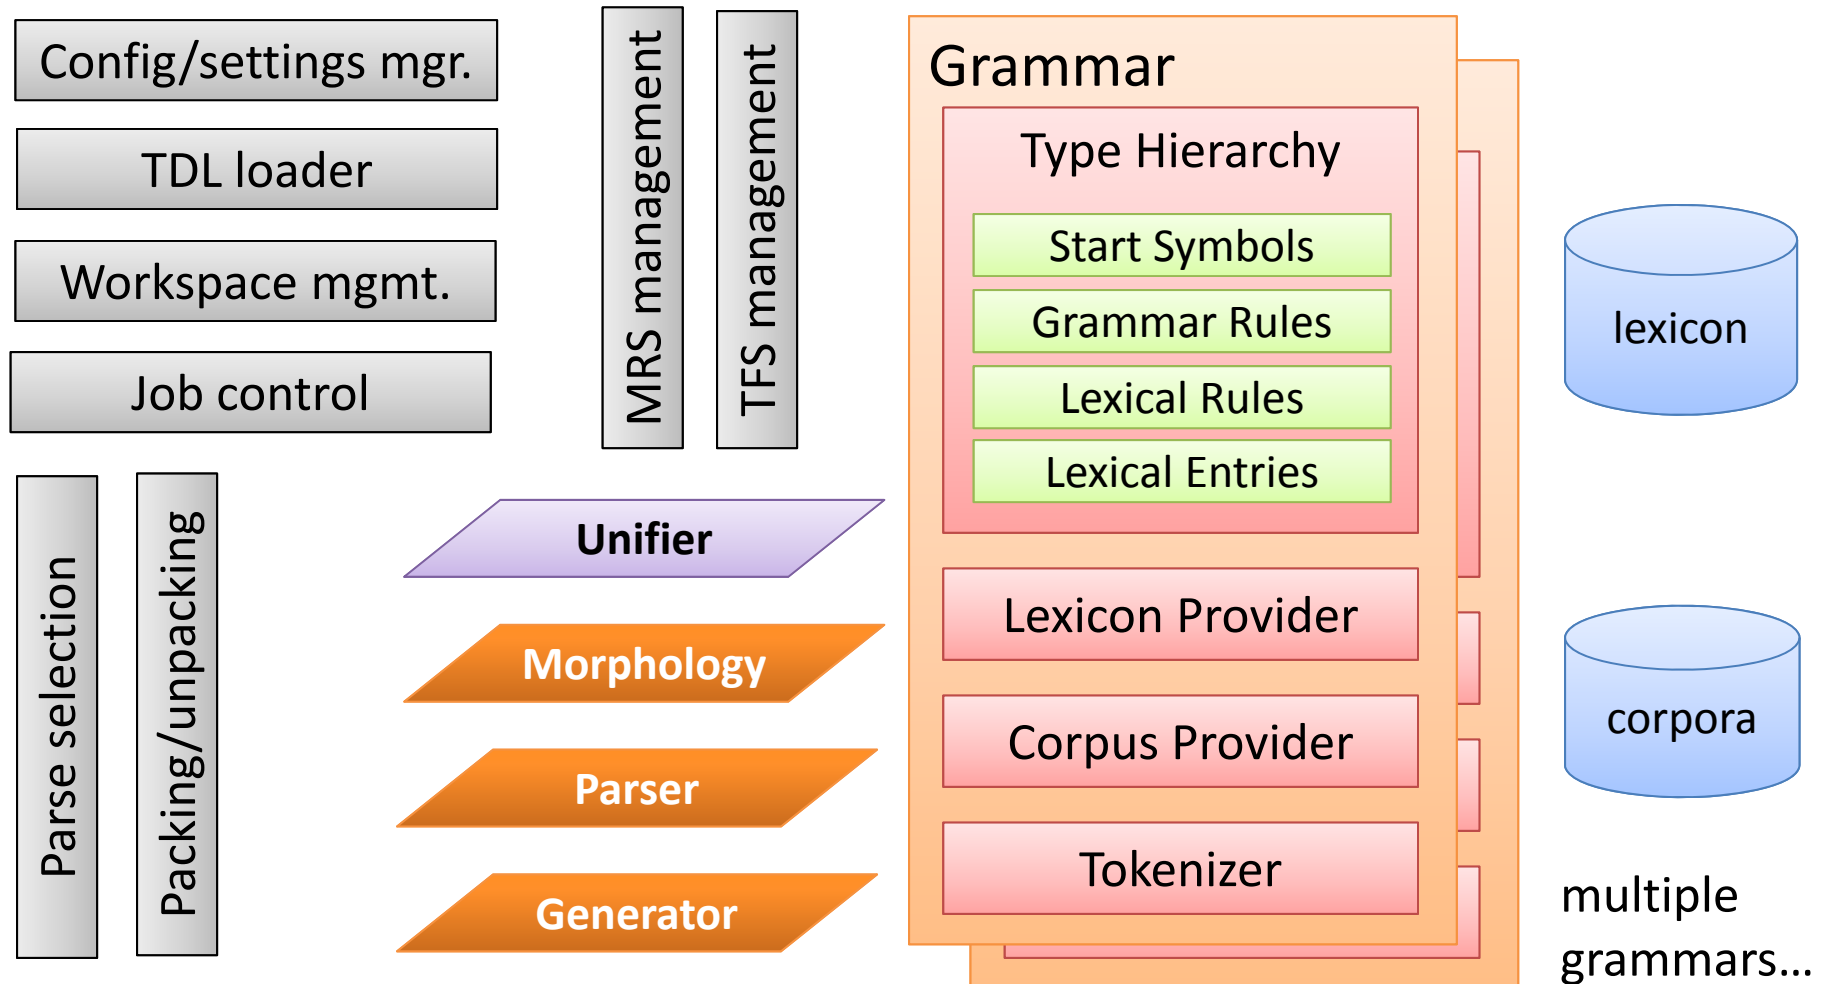 Config/settings mgr.
TDL loader
Workspace mgmt.
Job control
MRS management
TFS management
Parse selection
Packing/unpacking
Unifier
Morphology
Parser
Generator
Grammar
Type Hierarchy
Start Symbols
Grammar Rules
Lexical Rules
Lexical Entries
Lexicon Provider
Corpus Provider
Tokenizer
lexicon
corpora
multiple
grammars...